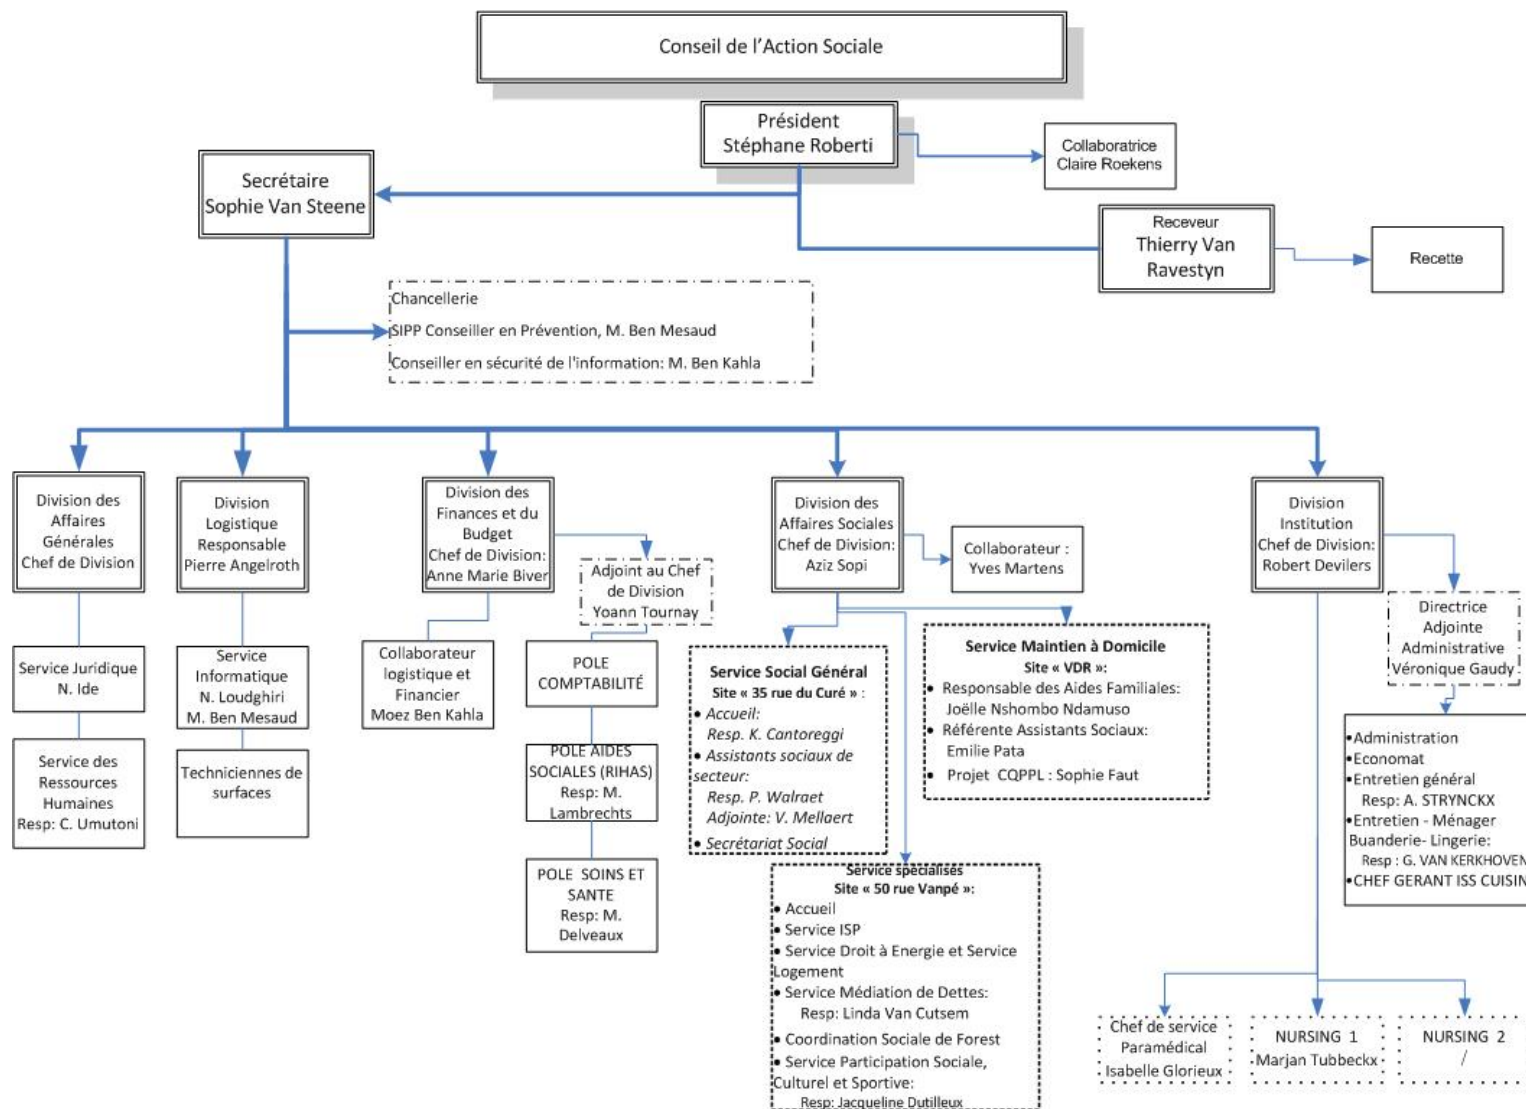 Conseil de l'Action Sociale
Président
Stéphane Roberti
Collaboratrice
Claire Roekens
Secrétaire
Sophie Van Steene
Receveur
Thierry Van
Ravestyn
Recette
Chancellerie
SIPP Conseiller en Prévention, M. Ben Mesaud
Conseiller en sécurité de l'information: M. Ben Kahla
Division des
Affaires
Générales
Chef de Division
Division
Logistique
Responsable
Pierre Angelroth
Division des
Finances et du
Budget
Chef de Division:
Anne Marie Biver
Division des
Affaires Sociales
Chef de Division:
Aziz Sopi
Division
Institution
Chef de Division:
Robert Devilers
Adjoint au Chef
de Division
Yoann Tournay
Collaborateur :
Yves Martens
Directrice
Adjointe
Administrative
Véronique Gaudy
Service Juridique
N. Ide
Service des
Ressources
Humaines
Resp: C. Umutoni
Service
Informatique
N. Loudghiri
M. Ben Mesaud
Techniciennes de
surfaces
Collaborateur
logistique et
Financier
Moez Ben Kahla
POLE
COMPTABILITÉ
POLE AIDES
SOCIALES (RIHAS)
Resp: M.
Lambrechts
POLE SOINS ET
SANTE
Resp: M.
Delveaux
Service Social Général
Site « 35 rue du Curé » :
• Accueil:
Resp. K. Cantoreggi
• Assistants sociaux de
secteur:
Resp. P. Walraet
Adjointe: V. Mellaert
• Secrétariat Social
Service Maintien à Domicile
Site « VDR »:
• Responsable des Aides Familiales:
Joëlle Nshombo Ndamuso
• Référente Assistants Sociaux:
Emilie Pata
• Projet CQPPL : Sophie Faut
Service spécialisés
Site « 50 rue Vanpé »:
• Accueil
• Service ISP
• Service Droit à Energie et Service
Logement
• Service Médiation de Dettes:
Resp: Linda Van Cutsem
• Coordination Sociale de Forest
• Service Participation Sociale,
Culturel et Sportive:
Resp: Jacqueline Dutilleux
•Administration
•Economat
•Entretien général
Resp: A. STRYNCKX
•Entretien - Ménager
Buanderie- Lingerie:
Resp : G. VAN KERKHOVEN
•CHEF GERANT ISS CUISIN
Chef de service
Paramédical
Isabelle Glorieux
NURSING 1
Marjan Tubbeckx
NURSING 2
/